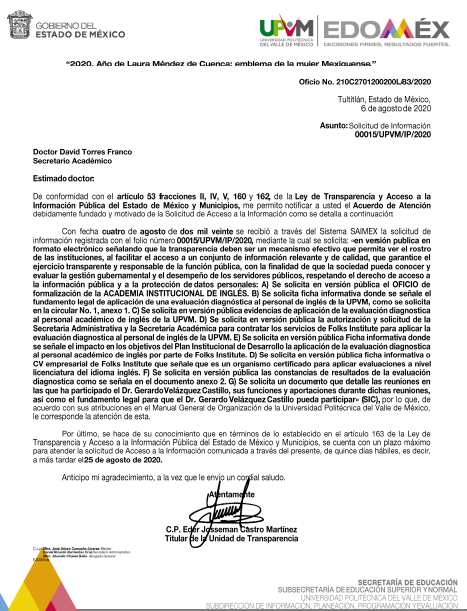 GOBIERNO DEL
ESTADO DE MÉXICO
UPVM
UNIVERSIDAD POLITÉCNICA
DEL VALLE DE MÉXICO
EDOMÉX
DECISIONES FIRMES, RESULTADOS FUERTES.
"2020. Año de Laura Méndez de Cuenca; emblema de la mujer Mexiquense."
Oficio No. 210C2701200200L/83/2020
Tultitlán, Estado de México,
6 de agosto de 2020
Asunto: Solicitud de Información
00015/UPVM/IP/2020
Doctor David Torres Franco
Secretario Académico
Estimado doctor:
De conformidad con el artículo 53 fracciones II, IV, V, 160 y 162, de la Ley de Transparencia y Acceso a la
Información Pública del Estado de México y Municipios, me permito notificar a usted el Acuerdo de Atención
debidamente fundado y motivado de la Solicitud de Acceso a la Información como se detalla a continuación:
Con fecha cuatro de agosto de dos mil veinte se recibió a través del Sistema SAIMEX la solicitud de
información registrada con el folio número 00015/UPVM/IP/2020, mediante la cual se solicita: «en versión publica en
formato electrónico señalando que la transparencia deben ser un mecanismo efectivo que permita ver el rostro de
las instituciones, al facilitar el acceso a un conjunto de información relevante y de calidad, que garantice el
ejercicio transparente y responsable de la función pública, con la finalidad de que la sociedad pueda conocer y
evaluar la gestión gubernamental y el desempeño de los servidores públicos, respetando el derecho de acceso a
la información pública y a la protección de datos personales: A) Se solicita en versión pública el OFICIO de
formalización de la ACADEMIA INSTITUCIONAL DE INGLÉS. B) Se solicita ficha informativa donde se señale el
fundamento legal de aplicación de una evaluación diagnóstica al personal de inglés de la UPVM, como se solicita
en la circular No. 1, anexo 1. C) Se solicita en versión pública evidencias de aplicación de la evaluación diagnostica
al personal académico de inglés de la UPVM. D) Se solicita en versión pública la autorización y solicitud de la
Secretaría Administrativa y la Secretaría Académica para contratar los servicios de Folks Institute para aplicar la
evaluación diagnostica al personal de inglés de la UPVM. E) Se solicita en versión publica Ficha informativa donde
se señale el impacto en los objetivos del Plan Institucional de Desarrollo la aplicación de la evaluación diagnostica
al personal académico de inglés por parte de Folks Institute. D) Se solicita en versión publica ficha informativa o
CV empresarial de Folks Institute que señale que es un organismo certificado para aplicar evaluaciones a nivel
licenciatura del idioma inglés. F) Se solicita en versión publica las constancias de resultados de la evaluación
diagnostica como se señala en el documento anexo 2. G) Se solicita un documento que detalle las reuniones en
las que ha participado el Dr. Gerardo Velázquez Castillo, sus funciones y aportaciones durante dichas reuniones,
así como el fundamento legal para que el Dr. Gerardo Velázquez Castillo pueda participar» (SIC), por lo que, de
acuerdo con sus atribuciones en el Manual General de Organización de la Universidad Politécnica del Valle de México,
le corresponde la atención de esta.
Por último, se hace de su conocimiento que en términos de lo establecido en el artículo 163 de la Ley de
Transparencia y Acceso a la Información Pública del Estado de México y Municipios, se cuenta con un plazo máximo
para atender la solicitud de Acceso a la Información comunicada a través del presente, de quince días hábiles, es decir,
a más tardar el 25 de agosto de 2020.
Anticipo mi agradecimiento, a la vez que le envío un cordial saludo.
Atentamente
C.P. Eder Josseman Castro Martínez
Titular de la Unidad de Transparencia
SECRETARÍA DE EDUCACIÓN
SUBSECRETARÍA DE EDUCACIÓN SUPERIOR Y NORMAL
UNIVERSIDAD POLITÉCNICA DEL VALLE DE MÉXICO
SUBDIRECCIÓN DE INFORMACIÓN, PLANEACIÓN, PROGRAMACIÓN Y EVALUACIÓN